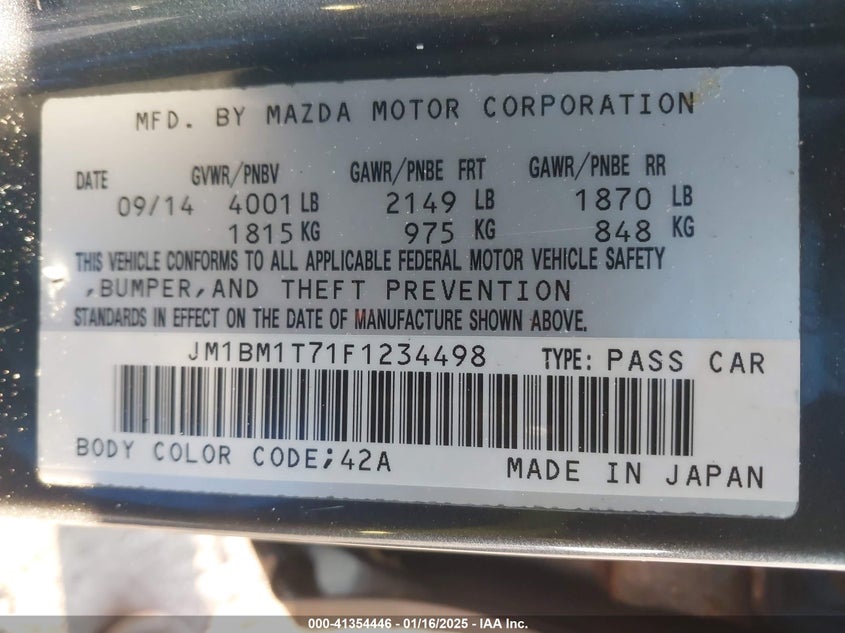 MFD. BY MAZDA MOTOR CORPORATION
DATE GVWR/PNBV GAWR/PNBE FRT GAWR/PNBE RR
09/14 4001 LB 2149 LB 1870 LB
1815 KG 975 KG 848 KG
THIS VEHICLE CONFORMS TO ALL APPLICABLE FEDERAL MOTOR VEHICLE SAFETY
,BUMPER,AND THEFT PREVENTION
STANDARDS IN EFFECT ON THE DATE OF MANUFACTURE SHOWN ABOVE.
JM1BM1T71F1234498 TYPE: PASS CAR
BODY COLOR CODE;42A MADE IN JAPAN
000-41354446 - 01/16/2025 - IAA Inc.